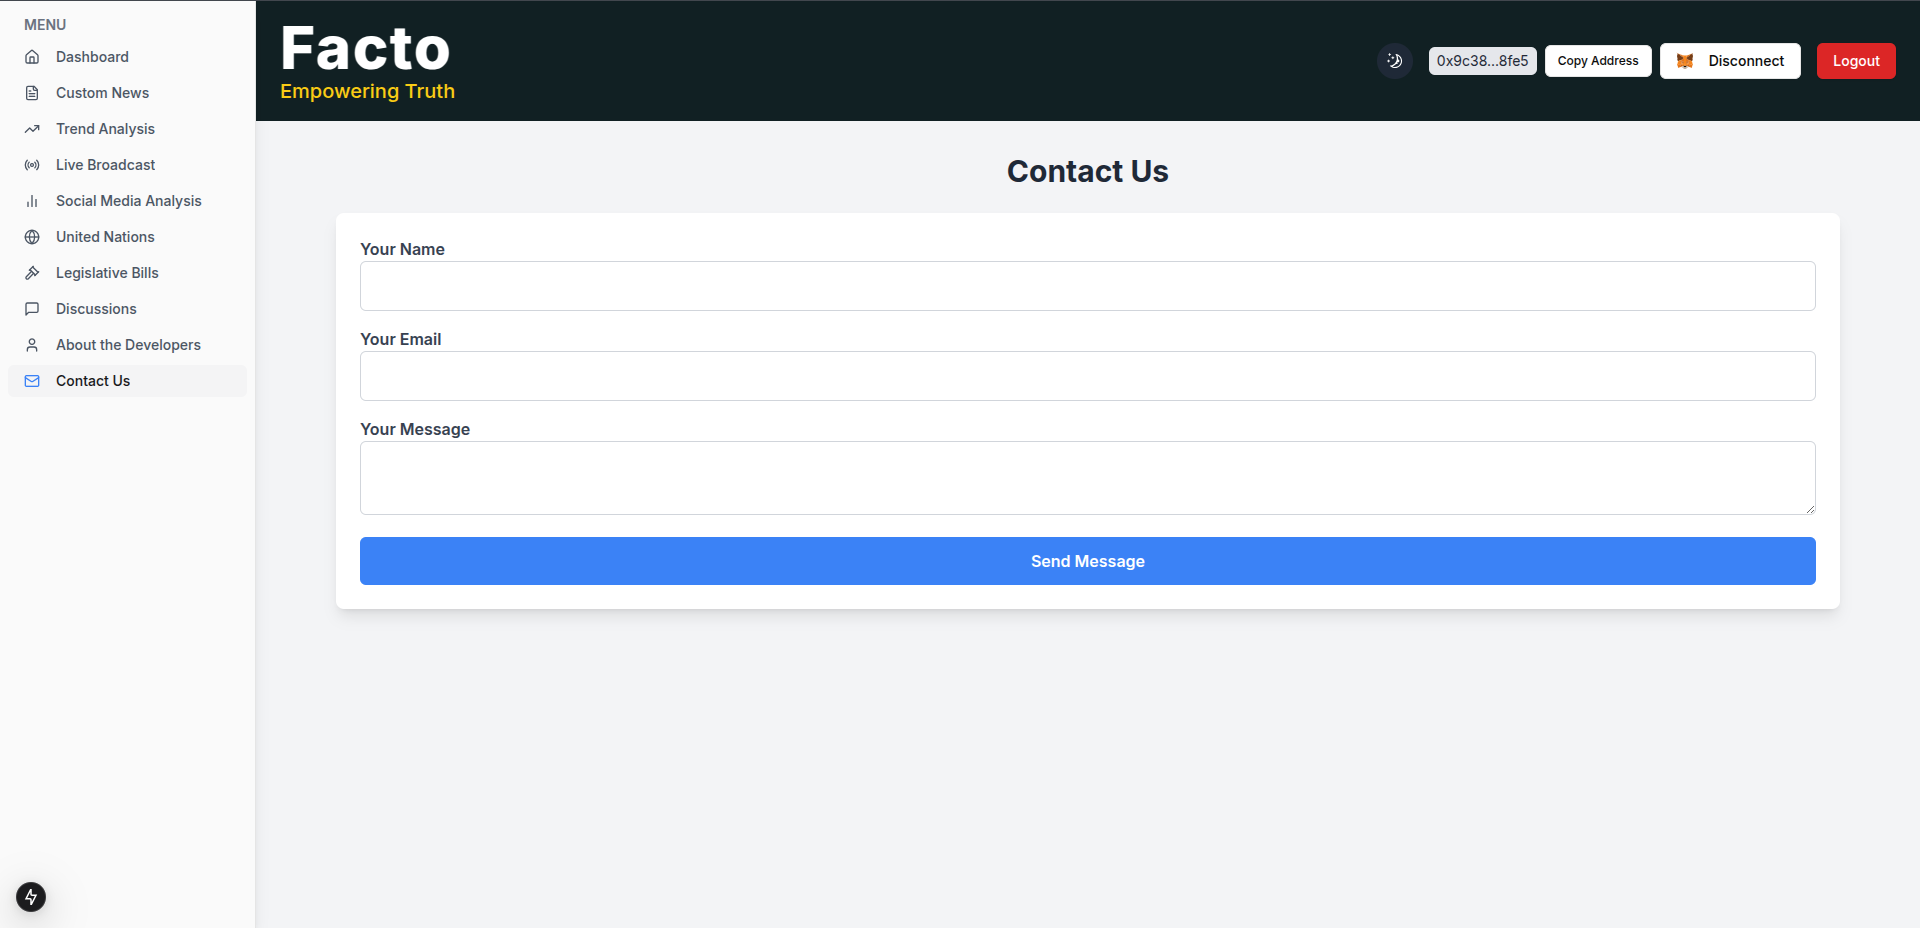 MENU
Dashboard
Custom News
Trend Analysis
Live Broadcast
Social Media Analysis
United Nations
Legislative Bills
Discussions
About the Developers
Contact Us
Facto
Empowering Truth
0x9c38...8fe5
Copy Address
Disconnect
Logout
Contact Us
Your Name
Your Email
Your Message
Send Message